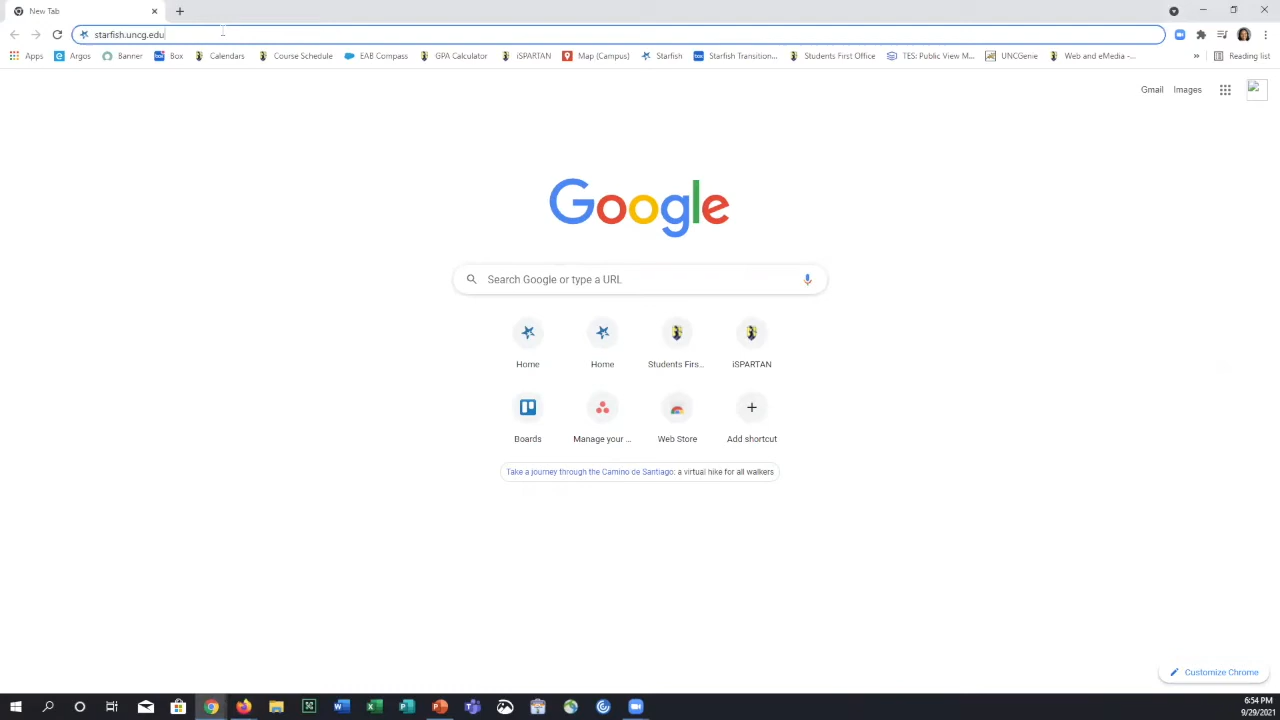 New Tab
starfish.uncg.edu
Apps Argos Banner Box Calendars Course Schedule EAB Compass GPA Calculator iSPARTAN Map (Campus) Starfish Starfish Transition... Students First Office TES: Public View M... UNCGenie Web and eMedia -... » Reading list
Gmail Images
Google
Search Google or type a URL
Home Home Students Firs... iSPARTAN
Boards Manage your ... Web Store Add shortcut
Take a journey through the Camino de Santiago: a virtual hike for all walkers
Customize Chrome
6:54 PM
9/29/2021